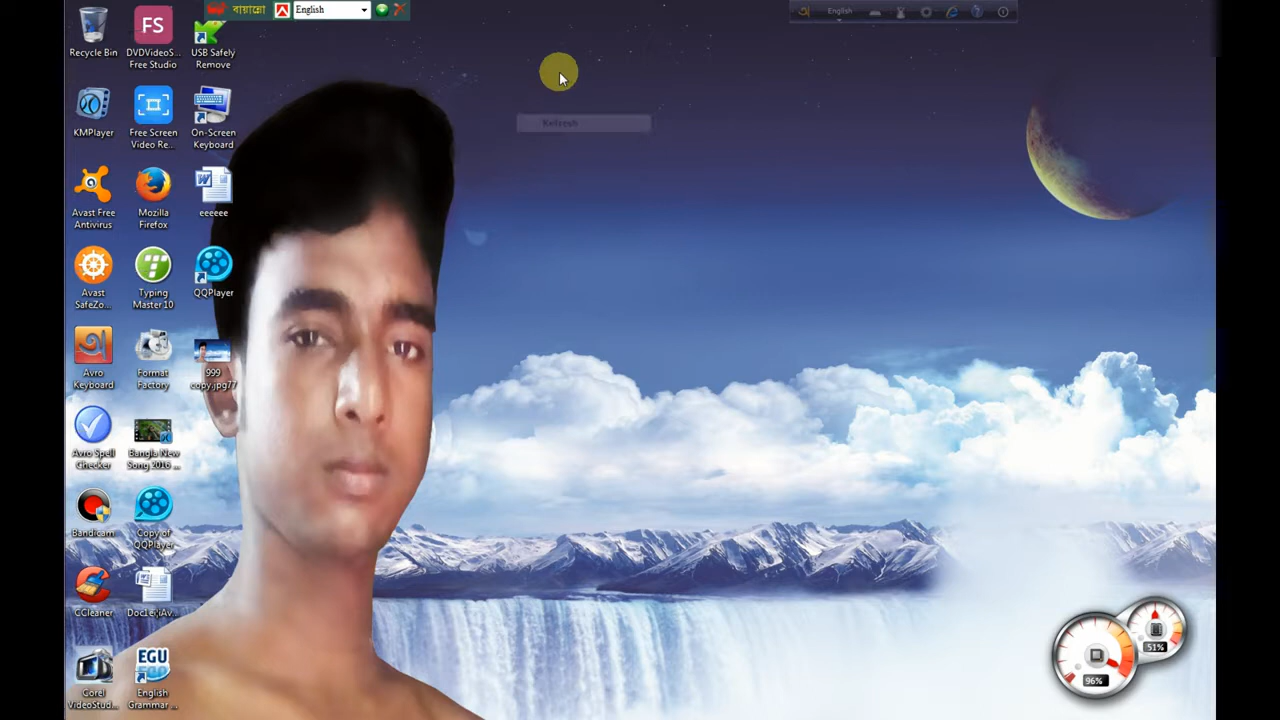 বায়ান্নো
English
English
Recycle Bin
DVDVideoS...
Free Studio
USB Safely
Remove
FS
Refresh
KMPlayer
Free Screen
Video Re...
On-Screen
Keyboard
Avast Free
Antivirus
Mozilla
Firefox
eeeeee
Avast
SafeZo...
Typing
Master 10
QQPlayer
Avro
Keyboard
Format
Factory
999
copy.jpg77
Avro Spell
Checker
Bangla New
Song 2016 ...
Bandicam
Copy of
QQPlayer
CCleaner
EGU
Corel
VideoStud...
English
Grammar ...
96%
51%